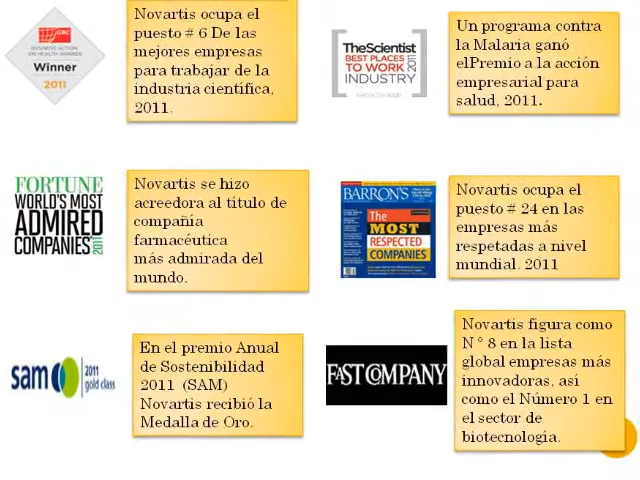 GBC
BUSINESS ACTION
ON HEALTH AWARDS
Winner
2011
Novartis ocupa el
puesto # 6 De las
mejores empresas
para trabajar de la
industria científica,
2011.
TheScientist
BEST PLACES
TO WORK
INDUSTRY
2011
Un programa contra
la Malaria ganó
elPremio a la acción
empresarial para
salud, 2011.
FORTUNE
WORLD'S MOST
ADMIRED
COMPANIES
2011
Novartis se hizo
acreedora al título de
compañía
farmacéutica
más admirada del
mundo.
BARRON'S
The
MOST
RESPECTED
COMPANIES
Novartis ocupa el
puesto # 24 en las
empresas más
respetadas a nivel
mundial. 2011
sam
2011
gold class
En el premio Anual
de Sostenibilidad
2011 (SAM)
Novartis recibió la
Medalla de Oro.
FAST COMPANY
Novartis figura como
N° 8 en la lista
global empresas más
innovadoras, así
como el Número 1 en
el sector de
biotecnología.